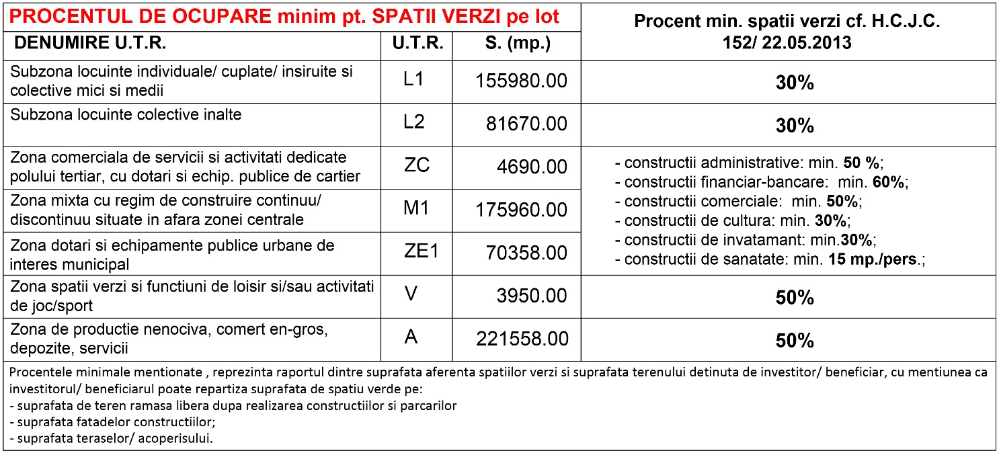 PROCENTUL DE OCUPARE minim pt. SPATII VERZI pe lot
Procent min. spatii verzi cf. H.C.J.C.
152/ 22.05.2013
DENUMIRE U.T.R. U.T.R. S. (mp.)
Subzona locuinte individuale/ cuplate/ insiruite si
colective mici si medii
L1 155980.00 30%
Subzona locuinte colective inalte L2 81670.00 30%
Zona comerciala de servicii si activitati dedicate
polului tertiar, cu dotari si echip. publice de cartier
ZC 4690.00
Zona mixta cu regim de construire continuu/
discontinuu situate in afara zonei centrale
M1 175960.00
Zona dotari si echipamente publice urbane de
interes municipal
ZE1 70358.00
- constructii administrative: min. 50 %;
- constructii financiar-bancare: min. 60%;
- constructii comerciale: min. 50%;
- constructii de cultura: min. 30%;
- constructii de invatamant: min.30%;
- constructii de sanatate: min. 15 mp./pers.;
Zona spatii verzi si functiuni de loisir si/sau activitati
de joc/sport
V 3950.00 50%
Zona de productie nenociva, comert en-gros,
depozite, servicii
A 221558.00 50%
Procentele minimale mentionate , reprezinta raportul dintre suprafata aferenta spatiilor verzi si suprafata terenului detinuta de investitor/ beneficiar, cu mentiunea ca
investitorul/ beneficiarul poate repartiza suprafata de spatiu verde pe:
- suprafata de teren ramasa libera dupa realizarea constructiilor si parcarilor
- suprafata fatadelor constructiilor;
- suprafata teraselor/ acoperisului.